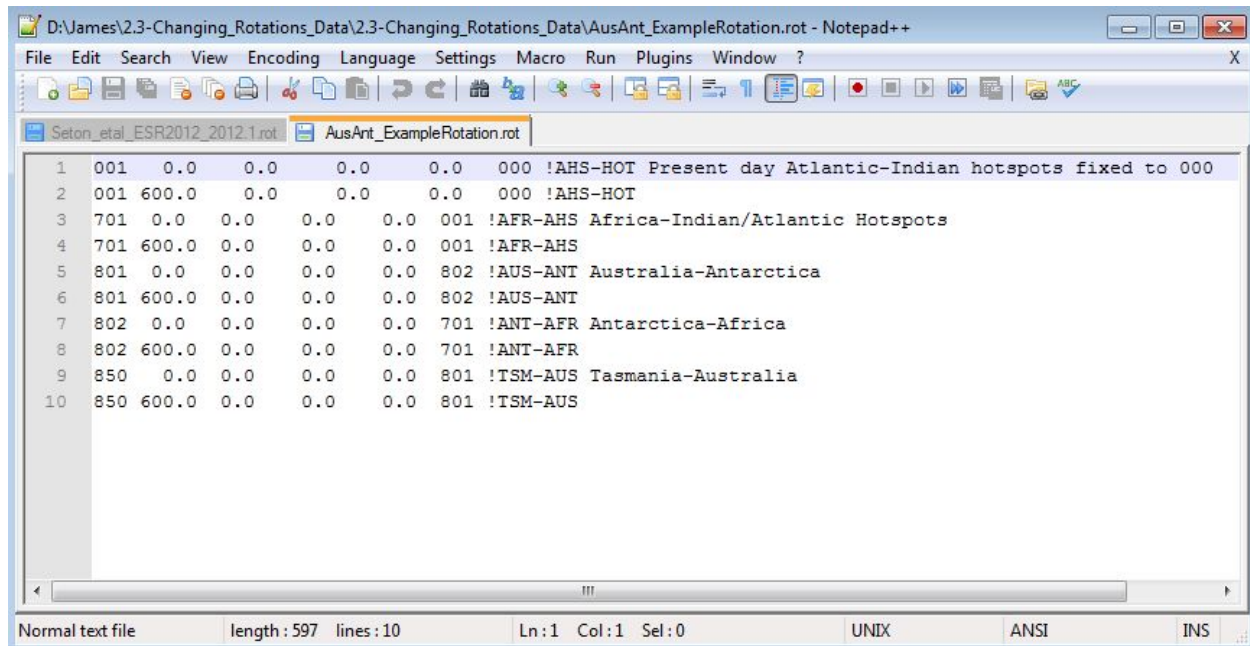 D:\James\2.3-Changing_Rotations_Data\2.3-Changing_Rotations_Data\AusAnt_ExampleRotation.rot - Notepad++
File Edit Search View Encoding Language Settings Macro Run Plugins Window ? X
Seton_etal_ESR2012_2012.1.rot AusAnt_ExampleRotation.rot
1 001 0.0 0.0 0.0 0.0 000 !AHS-HOT Present day Atlantic-Indian hotspots fixed to 000
2 001 600.0 0.0 0.0 0.0 000 !AHS-HOT
3 701 0.0 0.0 0.0 0.0 001 !AFR-AHS Africa-Indian/Atlantic Hotspots
4 701 600.0 0.0 0.0 0.0 001 !AFR-AHS
5 801 0.0 0.0 0.0 0.0 802 !AUS-ANT Australia-Antarctica
6 801 600.0 0.0 0.0 0.0 802 !AUS-ANT
7 802 0.0 0.0 0.0 0.0 701 !ANT-AFR Antarctica-Africa
8 802 600.0 0.0 0.0 0.0 701 !ANT-AFR
9 850 0.0 0.0 0.0 0.0 801 !TSM-AUS Tasmania-Australia
10 850 600.0 0.0 0.0 0.0 801 !TSM-AUS
Normal text file length : 597 lines : 10 Ln : 1 Col : 1 Sel : 0 UNIX ANSI INS